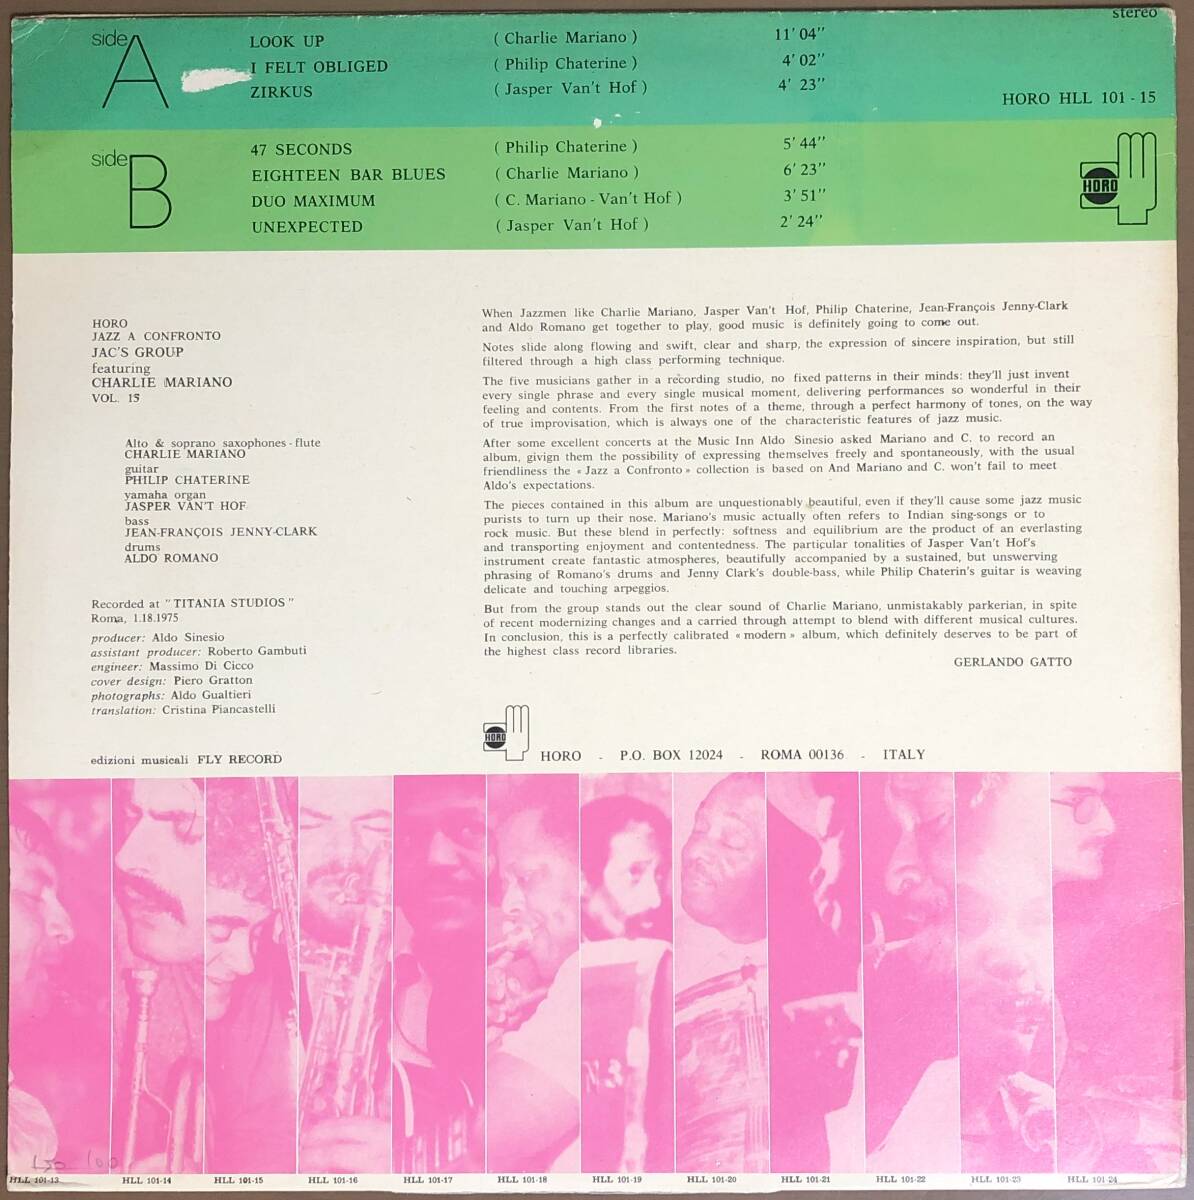 stereo
side A
LOOK UP ( Charlie Mariano ) 11' 04"
I FELT OBLIGED ( Philip Chaterine ) 4' 02"
ZIRKUS ( Jasper Van't Hof ) 4' 23"
HORO HLL 101 - 15
side B
47 SECONDS ( Philip Chaterine ) 5' 44"
EIGHTEEN BAR BLUES ( Charlie Mariano ) 6' 23"
DUO MAXIMUM ( C. Mariano - Van't Hof ) 3' 51"
UNEXPECTED ( Jasper Van't Hof ) 2' 24"
HORO
HORO
JAZZ A CONFRONTO
JAC'S GROUP
featuring
CHARLIE MARIANO
VOL. 15
Alto & soprano saxophones - flute
CHARLIE MARIANO
guitar
PHILIP CHATERINE
yamaha organ
JASPER VAN'T HOF
bass
JEAN-FRANÇOIS JENNY-CLARK
drums
ALDO ROMANO
Recorded at "TITANIA STUDIOS"
Roma, 1.18.1975
producer: Aldo Sinesio
assistant producer: Roberto Gambuti
engineer: Massimo Di Cicco
cover design: Piero Gratton
photographs: Aldo Gualtieri
translation: Cristina Piancastelli
edizioni musicali FLY RECORD
When Jazzmen like Charlie Mariano, Jasper Van't Hof, Philip Chaterine, Jean-François Jenny-Clark
and Aldo Romano get together to play, good music is definitely going to come out.
Notes slide along flowing and swift, clear and sharp, the expression of sincere inspiration, but still
filtered through a high class performing technique.
The five musicians gather in a recording studio, no fixed patterns in their minds: they'll just invent
every single phrase and every single musical moment, delivering performances so wonderful in their
feeling and contents. From the first notes of a theme, through a perfect harmony of tones, on the way
of true improvisation, which is always one of the characteristic features of jazz music.
After some excellent concerts at the Music Inn Aldo Sinesio asked Mariano and C. to record an
album, givign them the possibility of expressing themselves freely and spontaneously, with the usual
friendliness the « Jazz a Confronto » collection is based on And Mariano and C. won't fail to meet
Aldo's expectations.
The pieces contained in this album are unquestionably beautiful, even if they'll cause some jazz music
purists to turn up their nose. Mariano's music actually often refers to Indian sing-songs or to
rock music. But these blend in perfectly: softness and equilibrium are the product of an everlasting
and transporting enjoyment and contentedness. The particular tonalities of Jasper Van't Hof's
instrument create fantastic atmospheres, beautifully accompanied by a sustained, but unswerving
phrasing of Romano's drums and Jenny Clark's double-bass, while Philip Chaterin's guitar is weaving
delicate and touching arpeggios.
But from the group stands out the clear sound of Charlie Mariano, unmistakably parkerian, in spite
of recent modernizing changes and a carried through attempt to blend with different musical cultures.
In conclusion, this is a perfectly calibrated « modern » album, which definitely deserves to be part of
the highest class record libraries.
GERLANDO GATTO
HORO
HORO - P.O. BOX 12024 - ROMA 00136 - ITALY
N.3
HLL 101-13 HLL 101-14 HLL 101-15 HLL 101-16 HLL 101-17 HLL 101-18 HLL 101-19 HLL 101-20 HLL 101-21 HLL 101-22 HLL 101-23 HLL 101-24